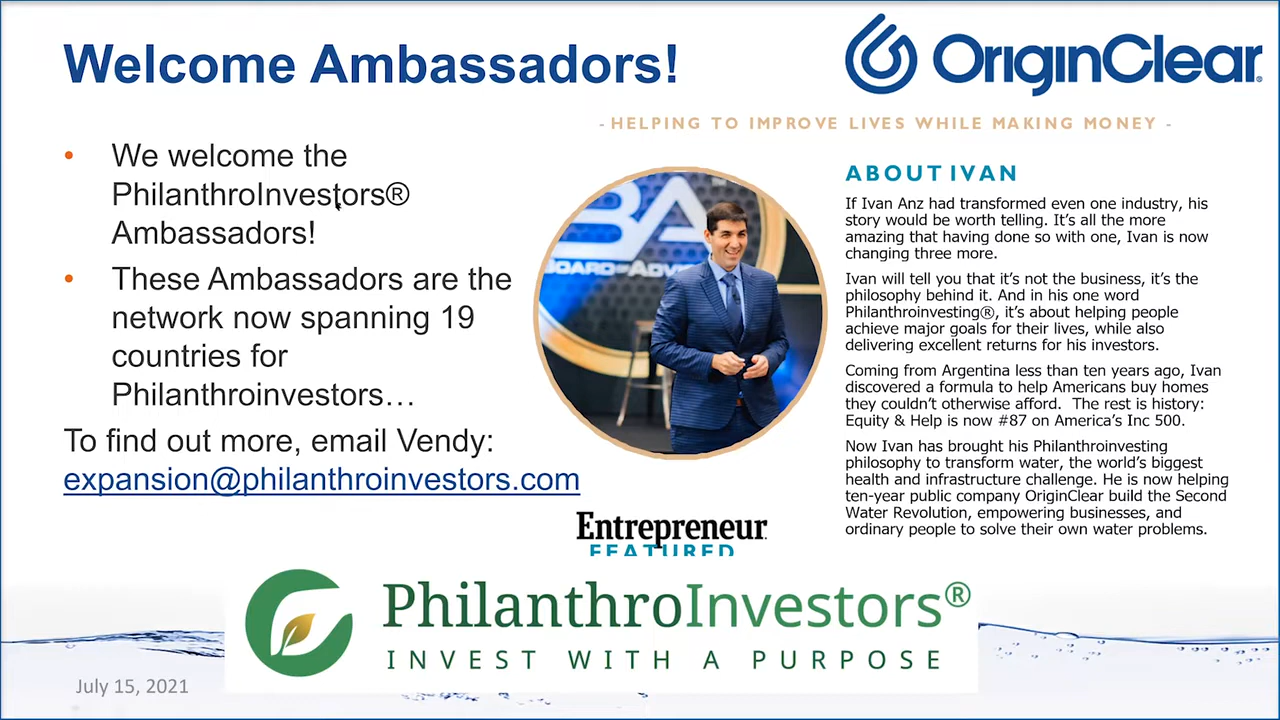 Welcome Ambassadors!
OriginClear®
- HELPING TO IMPROVE LIVES WHILE MAKING MONEY -
• We welcome the
PhilanthroInvestors®
Ambassadors!
• These Ambassadors are the
network now spanning 19
countries for
Philanthroinvestors…
To find out more, email Vendy:
expansion@philanthroinvestors.com
BA
BOARD OF ADV
ABOUT IVAN
If Ivan Anz had transformed even one industry, his
story would be worth telling. It's all the more
amazing that having done so with one, Ivan is now
changing three more.
Ivan will tell you that it's not the business, it's the
philosophy behind it. And in his one word
Philanthroinvesting®, it's about helping people
achieve major goals for their lives, while also
delivering excellent returns for his investors.
Coming from Argentina less than ten years ago, Ivan
discovered a formula to help Americans buy homes
they couldn't otherwise afford.  The rest is history:
Equity & Help is now #87 on America's Inc 500.
Now Ivan has brought his Philanthroinvesting
philosophy to transform water, the world's biggest
health and infrastructure challenge. He is now helping
ten-year public company OriginClear build the Second
Water Revolution, empowering businesses, and
ordinary people to solve their own water problems.
Entrepreneur
FEATURED
PhilanthroInvestors®
INVEST WITH A PURPOSE
July 15, 2021